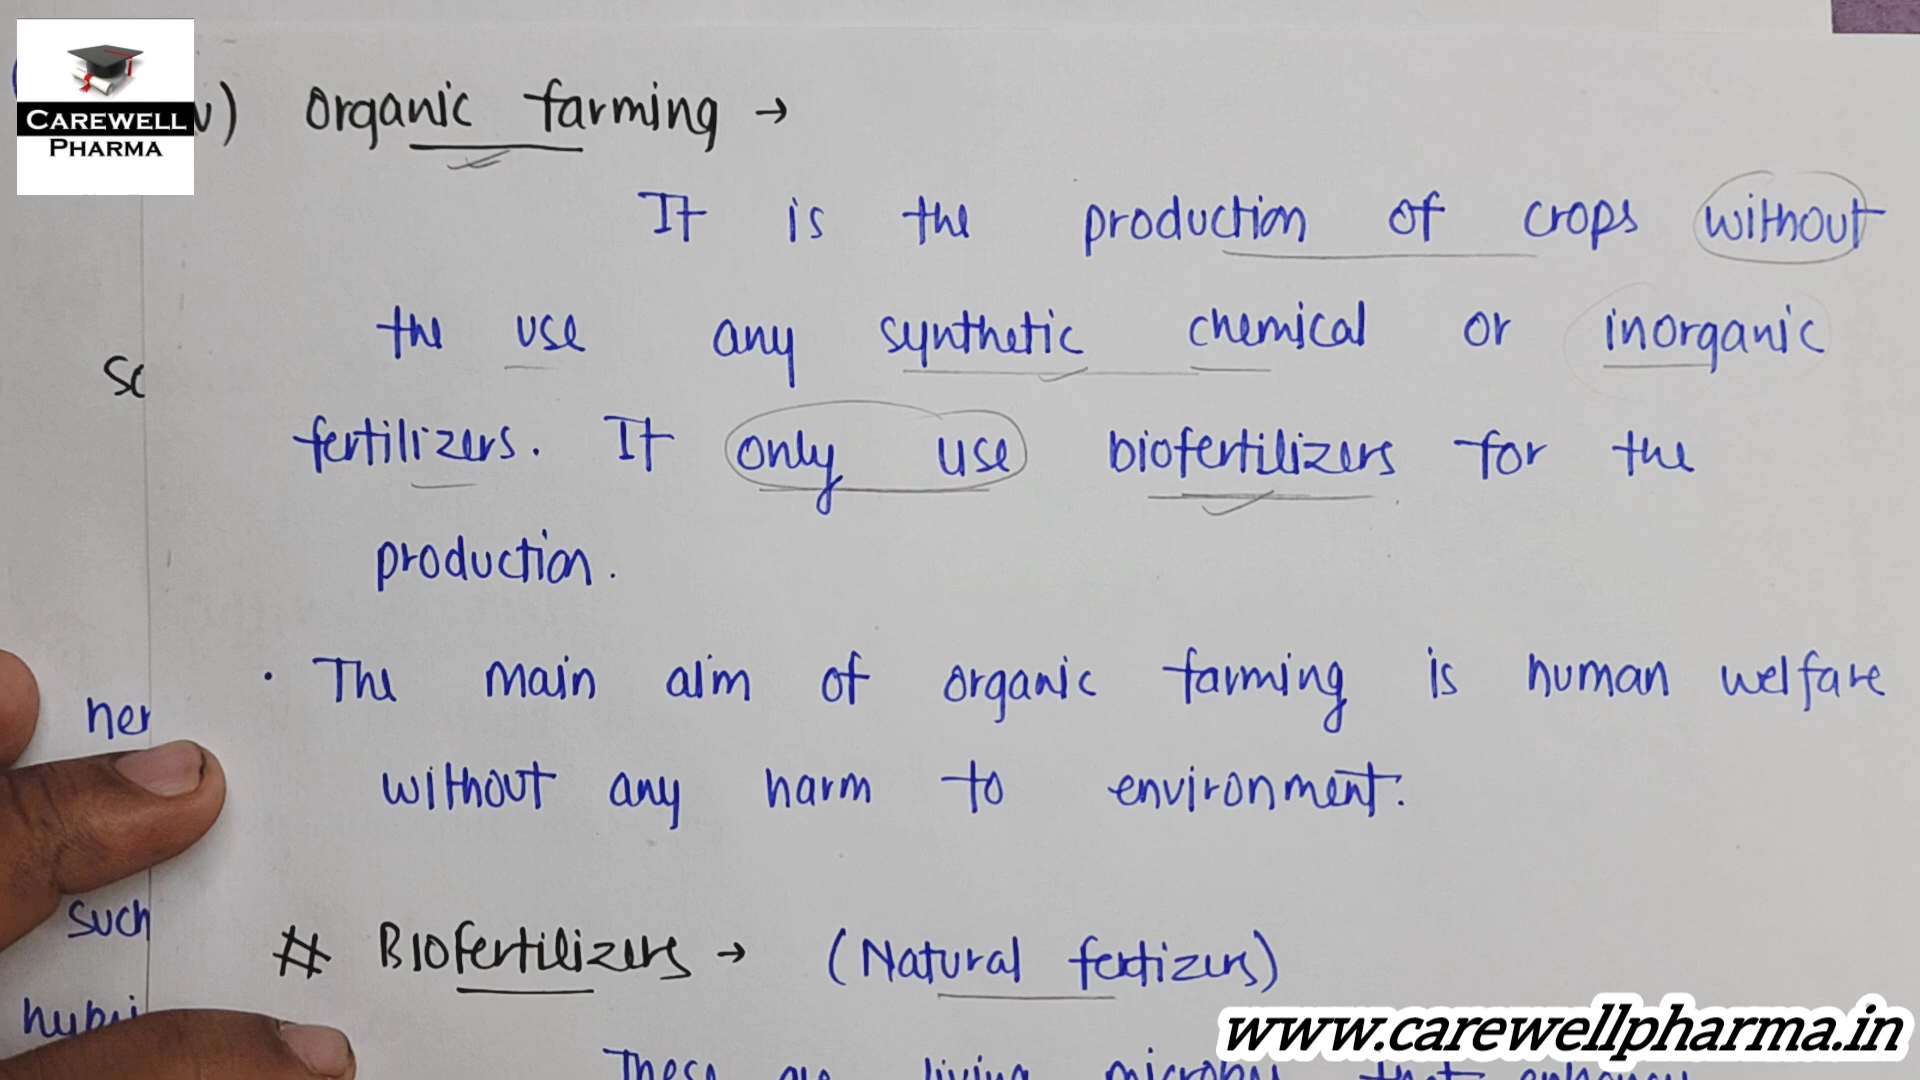 CAREWELL
PHARMA
v) Organic farming →
It is the production of crops without
the use any synthetic chemical or inorganic
fertilizers. It only use biofertilizers for the
production.
· The main aim of organic farming is human welfare
without any harm to environment.
# Biofertilizers → (Natural fertizers)
such
www.carewellpharma.in